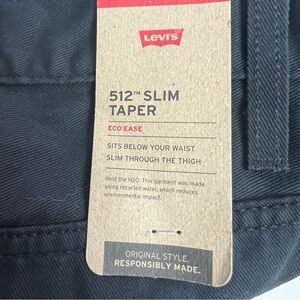 Levi's
512™ SLIM
TAPER
ECO EASE
SITS BELOW YOUR WAIST
SLIM THROUGH THE THIGH
Hold the H2O. This garment was made
using recycled water, which reduces
environmental impact.
ORIGINAL STYLE,
RESPONSIBLY MADE.